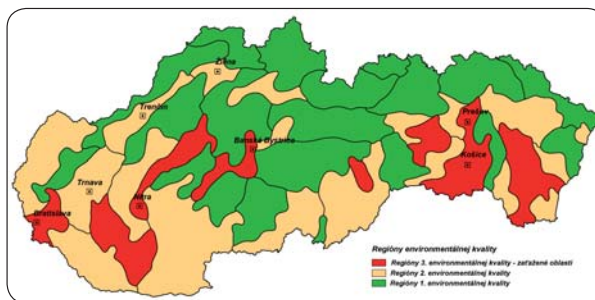 Žilina
Trenčín
Prešov
Banská Bystrica
Košice
Trnava
Nitra
Bratislava
Regióny environmentálnej kvality
Regióny 3. environmentálnej kvality - zaťažené oblasti
Regióny 2. environmentálnej kvality
Regióny 1. environmentálnej kvality